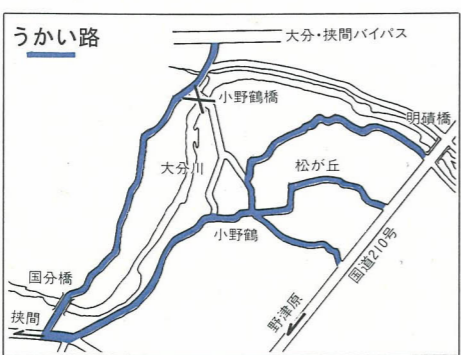 うかい路
大分・挾間バイパス
小野鶴橋
明磧橋
大分川
松が丘
小野鶴
国道210号
国分橋
挾間
野津原